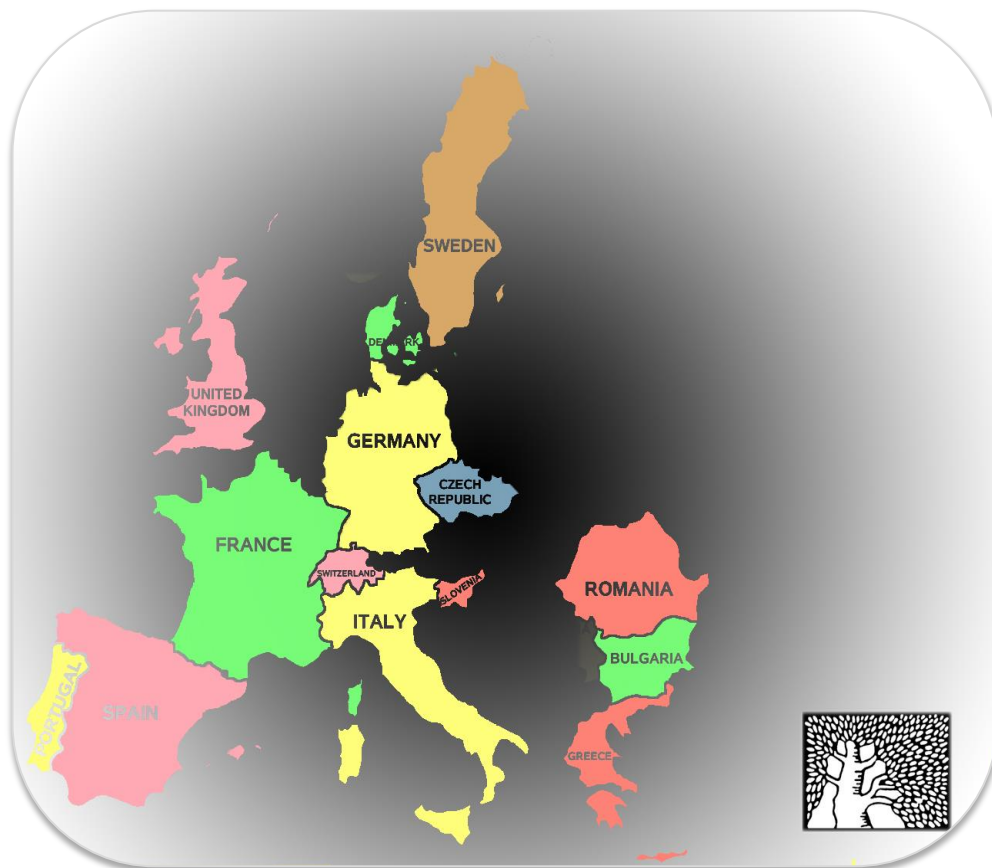 SWEDEN
DENMARK
UNITED
KINGDOM
GERMANY
CZECH
REPUBLIC
FRANCE
SWITZERLAND
SLOVENIA
ROMANIA
ITALY
BULGARIA
PORTUGAL
SPAIN
GREECE